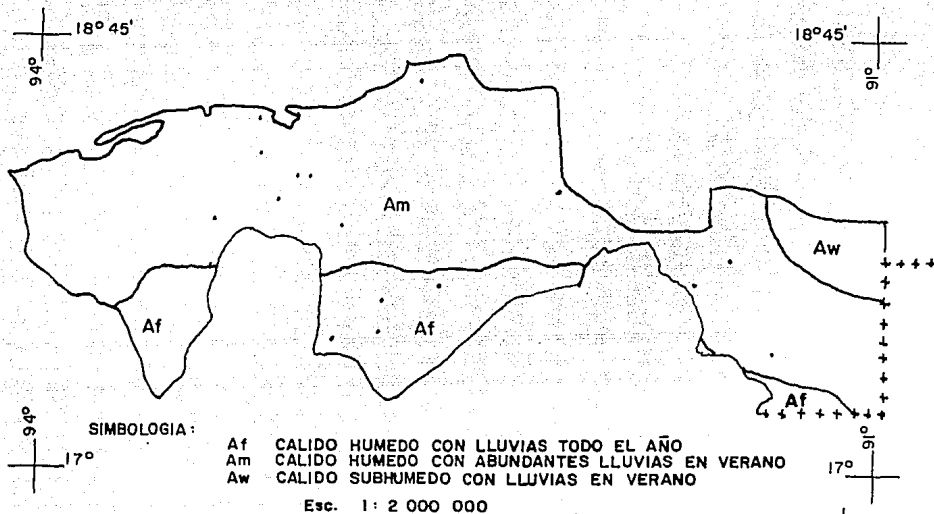 18° 45' 18° 45'
94° 91°
Am
Aw
Af Af
Af
94° 91°
SIMBOLOGIA:
17° 17°
Af CALIDO HUMEDO CON LLUVIAS TODO EL AÑO
Am CALIDO HUMEDO CON ABUNDANTES LLUVIAS EN VERANO
Aw CALIDO SUBHUMEDO CON LLUVIAS EN VERANO
Esc. 1: 2 000 000